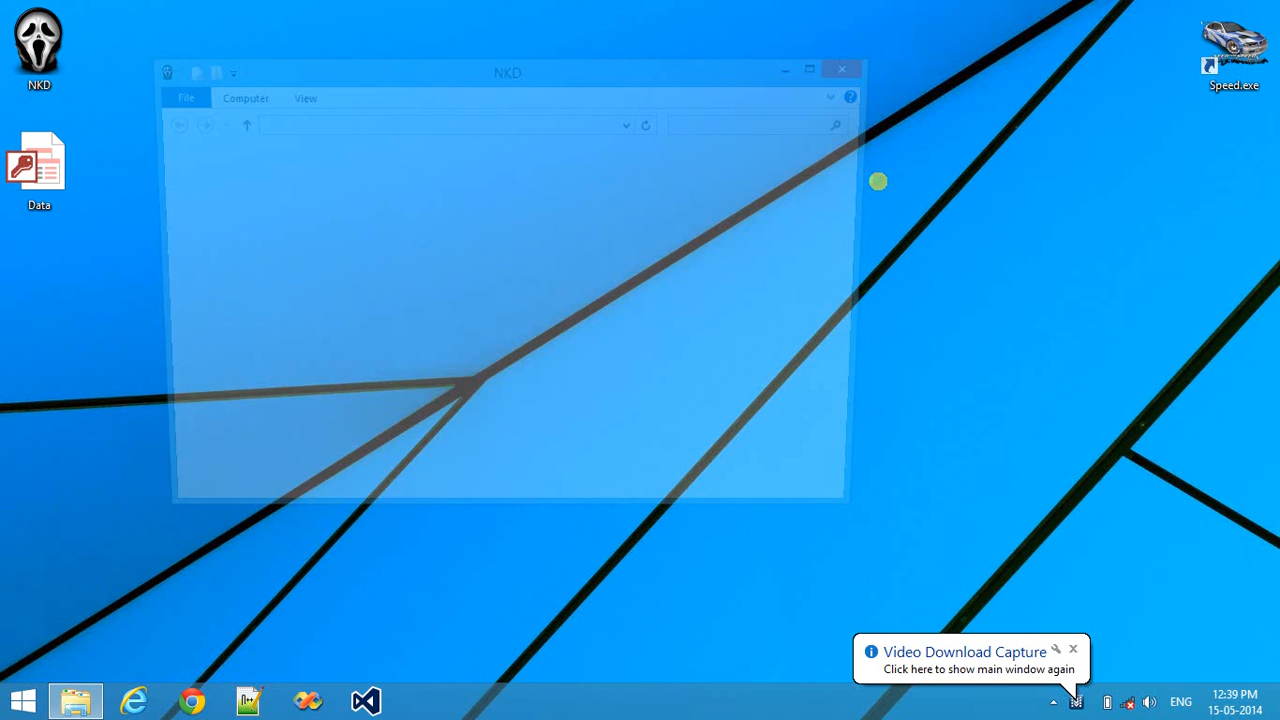 NKD
Speed.exe
NKD
File
Computer
View
Data
Video Download Capture
Click here to show main window again
ENG
12:39 PM
15-05-2014